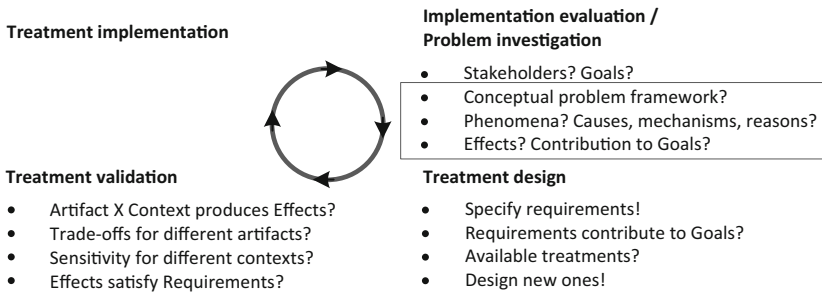 Treatment implementation
Implementation evaluation /
Problem investigation
• Stakeholders? Goals?
• Conceptual problem framework?
• Phenomena? Causes, mechanisms, reasons?
• Effects? Contribution to Goals?
Treatment validation
• Artifact X Context produces Effects?
• Trade-offs for different artifacts?
• Sensitivity for different contexts?
• Effects satisfy Requirements?
Treatment design
• Specify requirements!
• Requirements contribute to Goals?
• Available treatments?
• Design new ones!